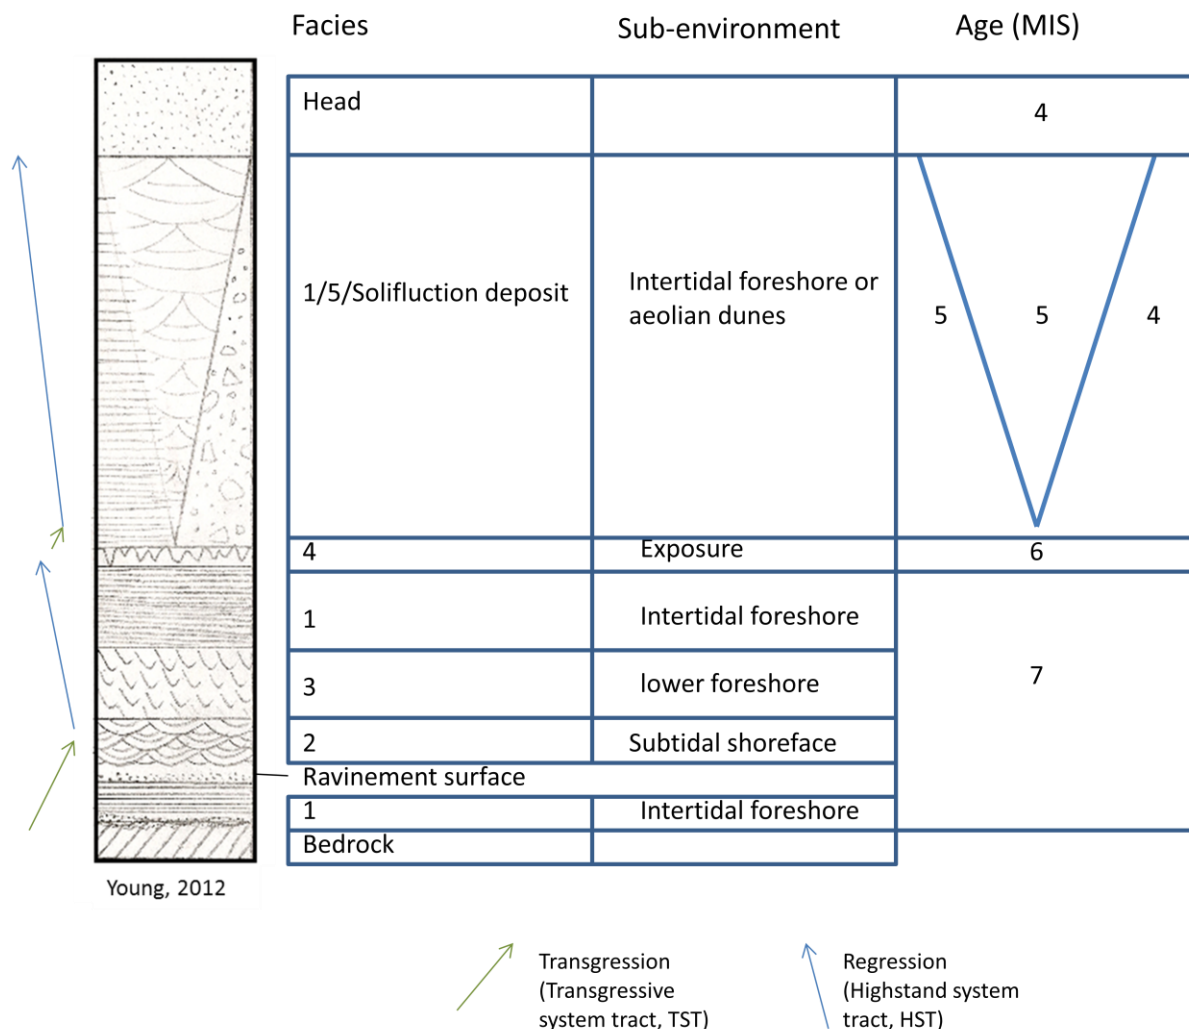 Facies
Sub-environment
Age (MIS)
Head
4
1/5/Solifluction deposit
Intertidal foreshore or
aeolian dunes
5
5
4
4
Exposure
6
1
Intertidal foreshore
7
3
lower foreshore
2
Subtidal shoreface
Ravinement surface
1
Intertidal foreshore
Bedrock
Young, 2012
Transgression
(Transgressive
system tract, TST)
Regression
(Highstand system
tract, HST)